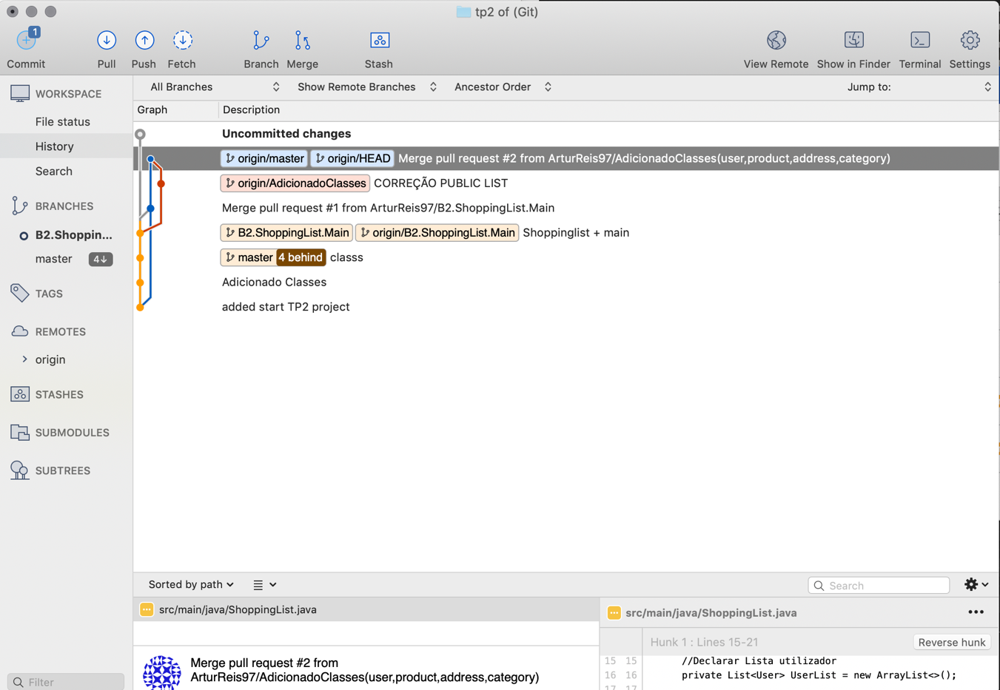 tp2 of (Git)
1
Commit Pull Push Fetch Branch Merge Stash View Remote Show in Finder Terminal Settings
WORKSPACE
File status
History
Search
BRANCHES
B2.Shoppin...
master 4↓
TAGS
REMOTES
origin
STASHES
SUBMODULES
SUBTREES
Filter
All Branches Show Remote Branches Ancestor Order Jump to:
Graph Description
Uncommitted changes
origin/master origin/HEAD Merge pull request #2 from ArturReis97/AdicionadoClasses(user,product,address,category)
origin/AdicionadoClasses CORREÇÃO PUBLIC LIST
Merge pull request #1 from ArturReis97/B2.ShoppingList.Main
B2.ShoppingList.Main origin/B2.ShoppingList.Main Shoppinglist + main
master 4 behind classs
Adicionado Classes
added start TP2 project
Sorted by path Search
src/main/java/ShoppingList.java
Merge pull request #2 from
ArturReis97/AdicionadoClasses(user,product,address,category)
src/main/java/ShoppingList.java
Hunk 1 : Lines 15-21 Reverse hunk
15 15 //Declarar Lista utilizador
16 16 private List<User> UserList = new ArrayList<>();
17 17